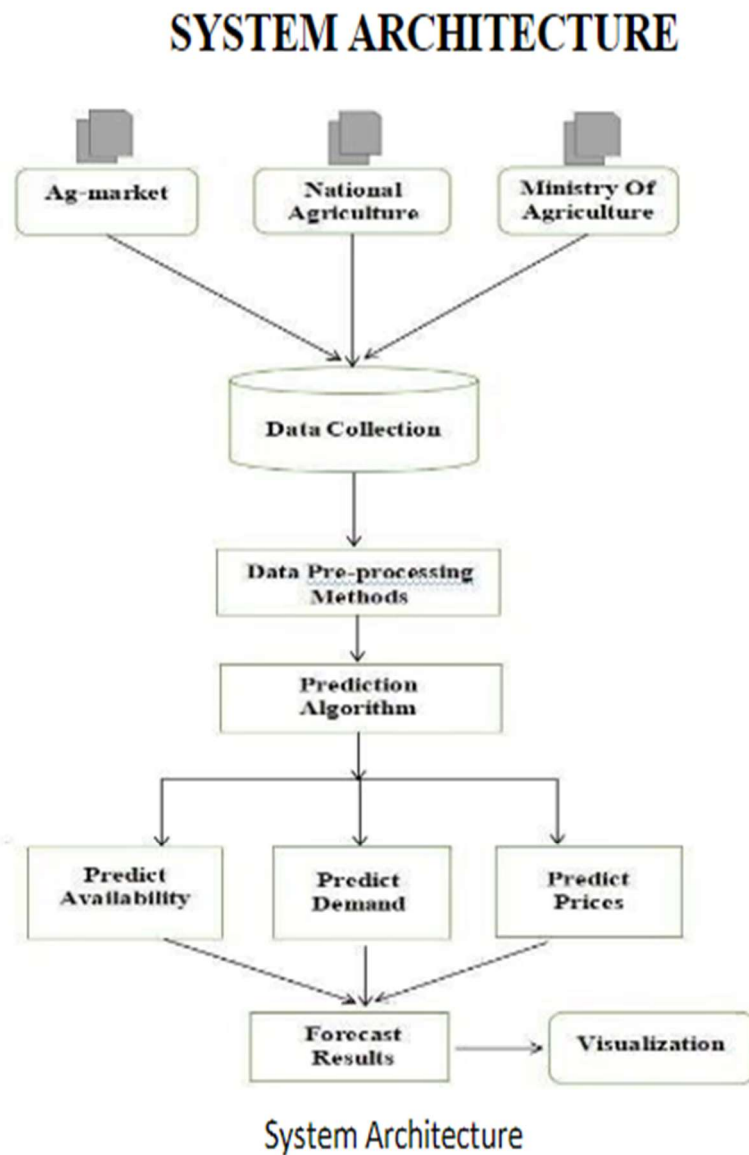 SYSTEM ARCHITECTURE
Ag-market
National
Agriculture
Ministry Of
Agriculture
Data Collection
Data Pre-processing
Methods
Prediction
Algorithm
Predict
Availability
Predict
Demand
Predict
Prices
Forecast
Results
Visualization
System Architecture